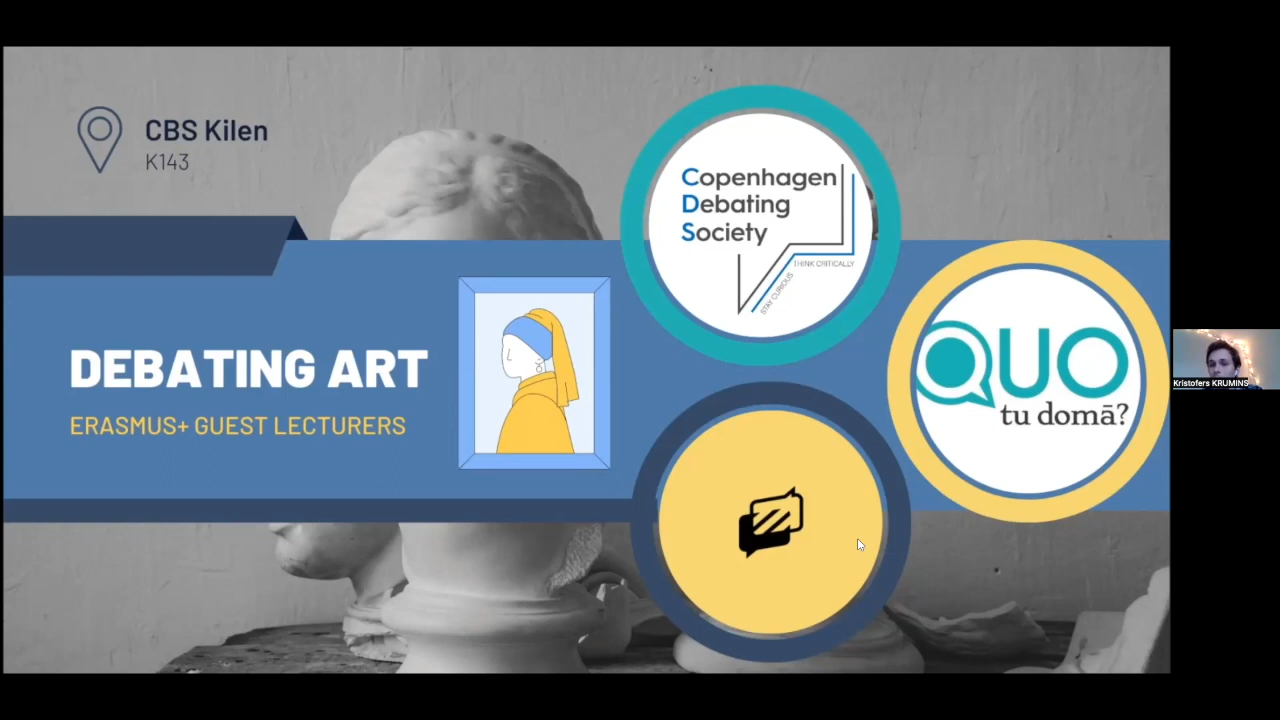 CBS Kilen
K143
DEBATING ART
ERASMUS+ GUEST LECTURERS
Copenhagen
Debating
Society
THINK CRITICALLY
STAY CURIOUS
QUO
tu domā?
Kristofers KRUMINS